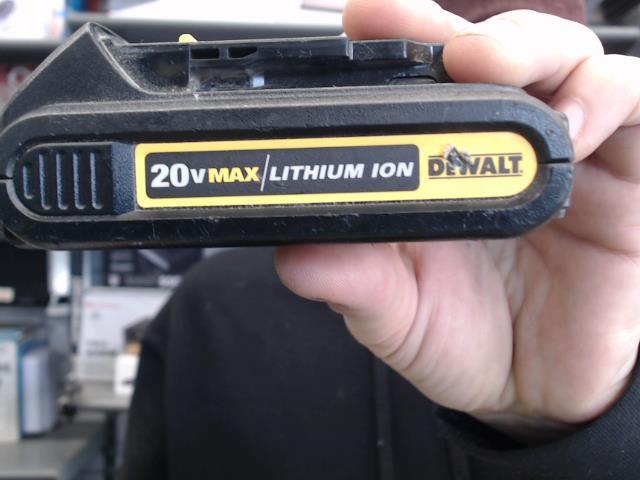 20V MAX/LITHIUM ION DEWALT